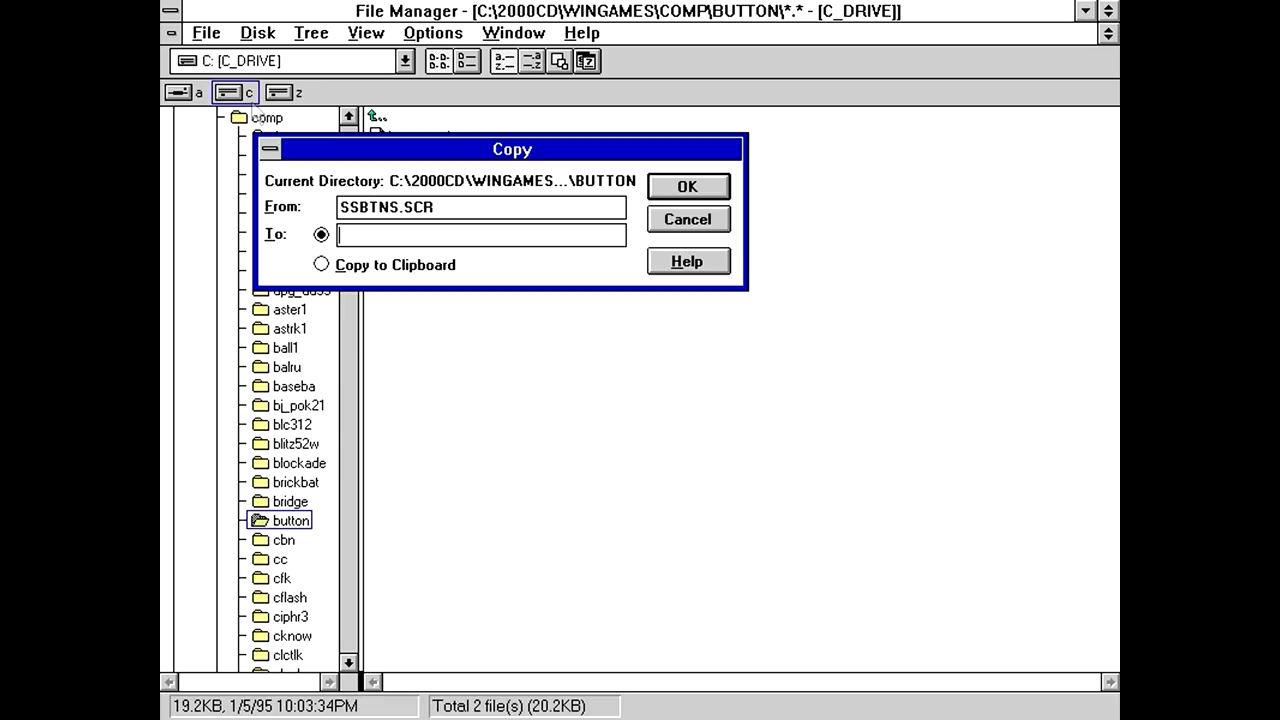 File Manager - [C:\2000CD\WINGAMES\COMP\BUTTON\*.* - [C_DRIVE]]
File Disk Tree View Options Window Help
C: [C_DRIVE]
a c z
comp
..
Copy
Current Directory: C:\2000CD\WINGAMES...\BUTTON
From: SSBTNS.SCR
To:
Copy to Clipboard
OK
Cancel
Help
aster1
astrk1
ball1
balru
baseba
bj_pok21
blc312
blitz52w
blockade
brickbat
bridge
button
cbn
cc
cfk
cflash
ciphr3
cknow
clctlk
19.2KB, 1/5/95 10:03:34PM
Total 2 file(s) (20.2KB)